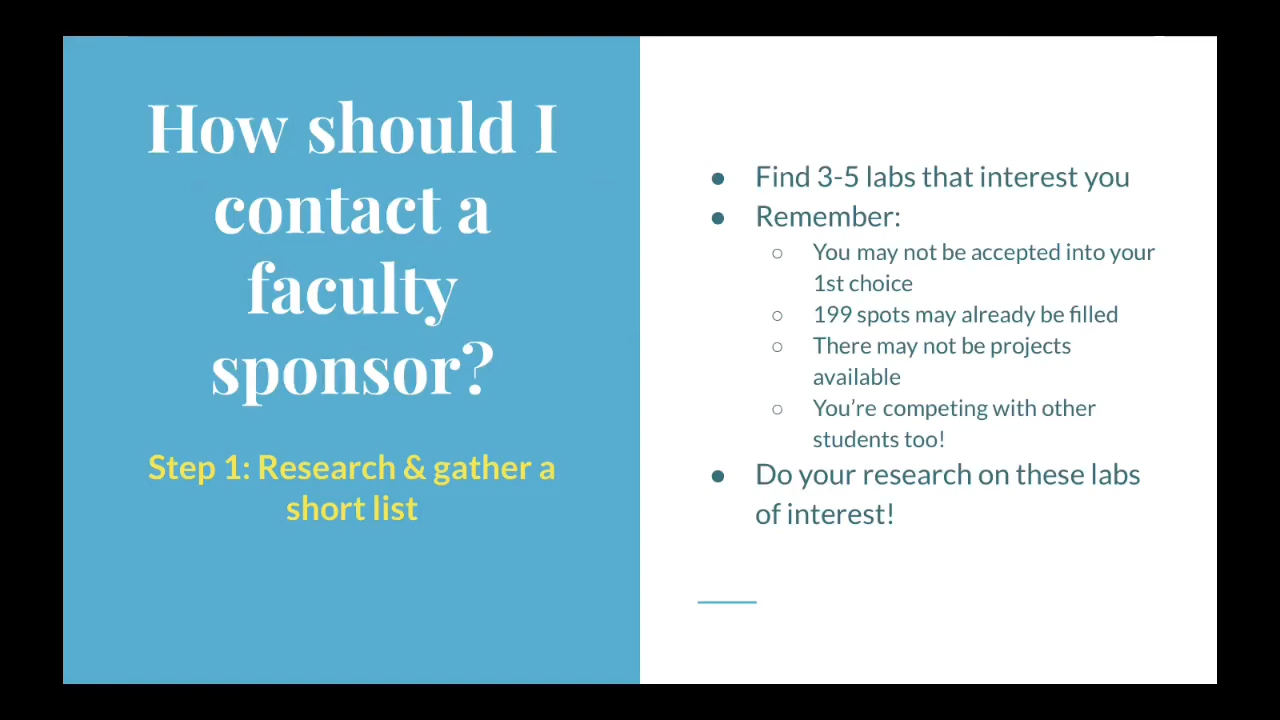 How should I
contact a
faculty
sponsor?
Step 1: Research & gather a
short list
● Find 3-5 labs that interest you
● Remember:
○ You may not be accepted into your
1st choice
○ 199 spots may already be filled
○ There may not be projects
available
○ You’re competing with other
students too!
● Do your research on these labs
of interest!